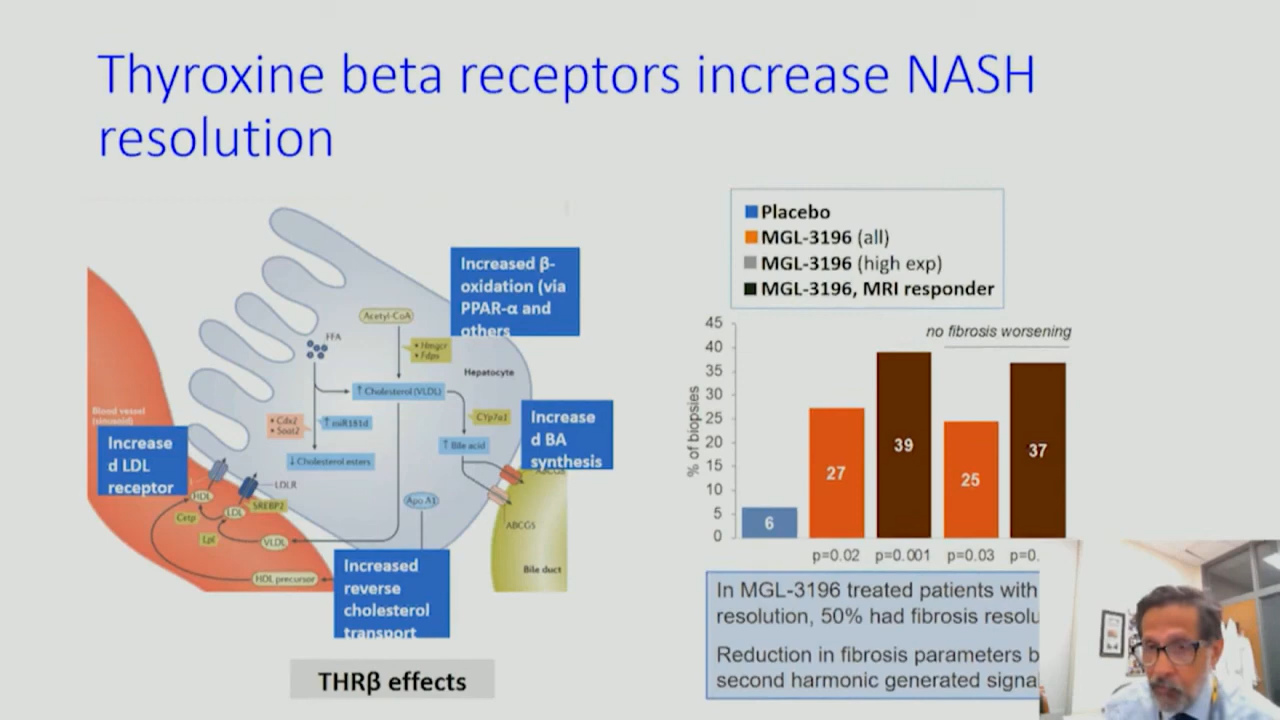 Thyroxine beta receptors increase NASH
resolution
Increased β-
oxidation (via
PPAR-α and
others
Acetyl-CoA
FFA
• Hmgcr
• Fdps
Hepatocyte
↑ Cholesterol (VLDL)
CYp7α1
Increase
d BA
synthesis
Blood vessel
(sinusoid)
Increase
d LDL
receptor
• Cdx2
• Soat2
↑ miR181d
↑ Bile acid
↓ Cholesterol esters
ABCG8
LDLR
HDL
LDL
SREBP2
Apo A1
Cetp
Lpl
VLDL
ABCG5
Bile duct
HDL precursor
Increased
reverse
cholesterol
transport
THRβ effects
Placebo
MGL-3196 (all)
MGL-3196 (high exp)
MGL-3196, MRI responder
no fibrosis worsening
% of biopsies
45
40
35
30
25
20
15
10
5
0
6
27
39
25
37
p=0.02 p=0.001 p=0.03 p=0.
In MGL-3196 treated patients with
resolution, 50% had fibrosis resolu
Reduction in fibrosis parameters b
second harmonic generated signa